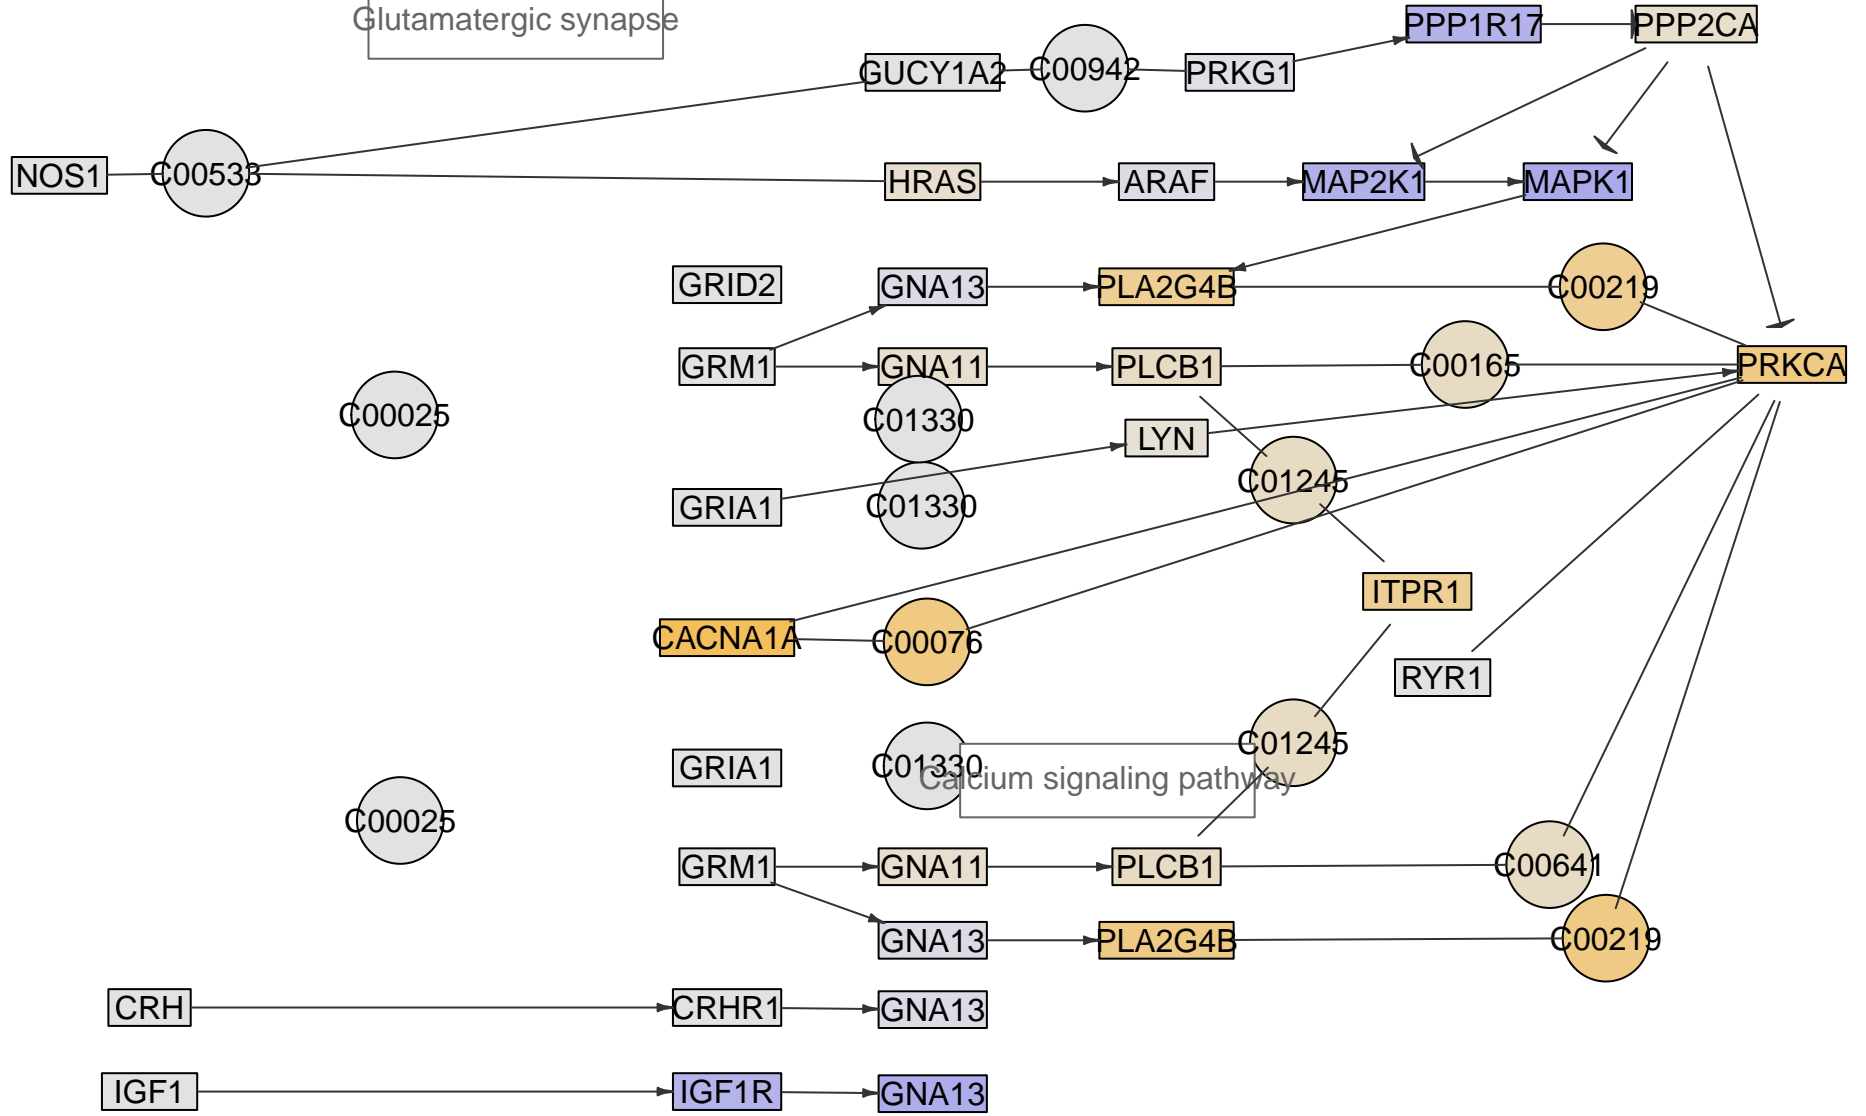 Glutamatergic synapse
PPP1R17
PPP2CA
GUCY1A2
C00942
PRKG1
NOS1
C00533
HRAS
ARAF
MAP2K1
MAPK1
GRID2
GNA13
PLA2G4B
C00219
GRM1
GNA11
PLCB1
C00165
PRKCA
C00025
C01330
LYN
C01245
GRIA1
C01330
ITPR1
CACNA1A
C00076
RYR1
C01245
GRIA1
C01330
Calcium signaling pathway
C00025
GRM1
GNA11
PLCB1
C00641
GNA13
PLA2G4B
C00219
CRH
CRHR1
GNA13
IGF1
IGF1R
GNA13